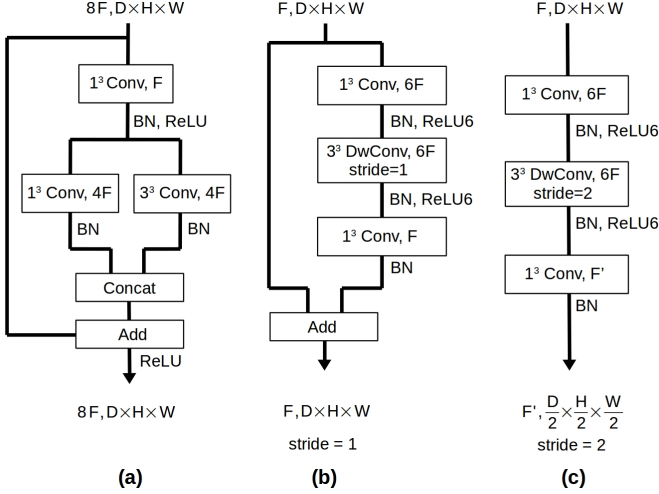 8F,D×H×W
1³ Conv, F
BN, ReLU
1³ Conv, 4F
3³ Conv, 4F
BN
BN
Concat
Add
ReLU
8F,D×H×W
(a)
F,D×H×W
1³ Conv, 6F
BN, ReLU6
3³ DwConv, 6F
stride=1
BN, ReLU6
1³ Conv, F
BN
Add
F,D×H×W
stride = 1
(b)
F,D×H×W
1³ Conv, 6F
BN, ReLU6
3³ DwConv, 6F
stride=2
BN, ReLU6
1³ Conv, F'
BN
F',D/2×H/2×W/2
stride = 2
(c)